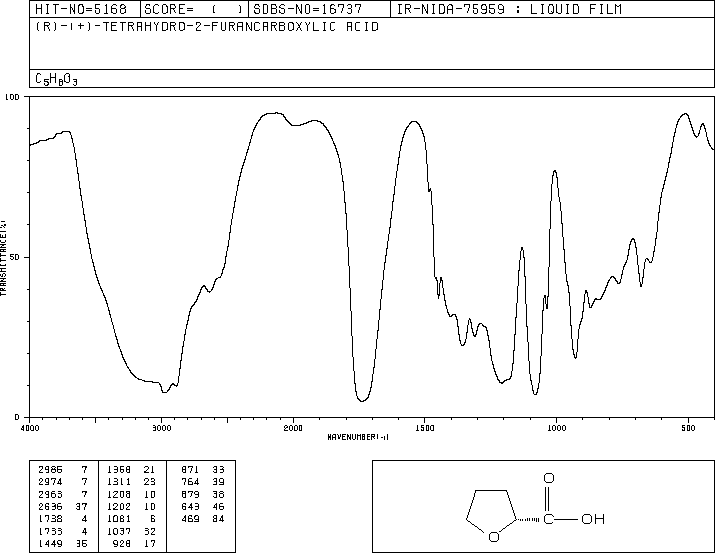 HIT-NO=5168 SCORE= ( ) SDBS-NO=16737 IR-NIDA-75959 : LIQUID FILM
(R)-(+)-TETRAHYDRO-2-FURANCARBOXYLIC ACID
C5H8O3
100
50
0
TRANSMITTANCE(%)
4000 3000 2000 1500 1000 500
WAVENUMBER(-1)
2986 7 1358 21 871 33
2974 7 1311 23 764 39
2963 7 1208 10 679 38
2636 37 1202 10 643 46
1738 4 1081 6 469 84
1733 4 1037 32
1449 35 928 17
O
C OH
O